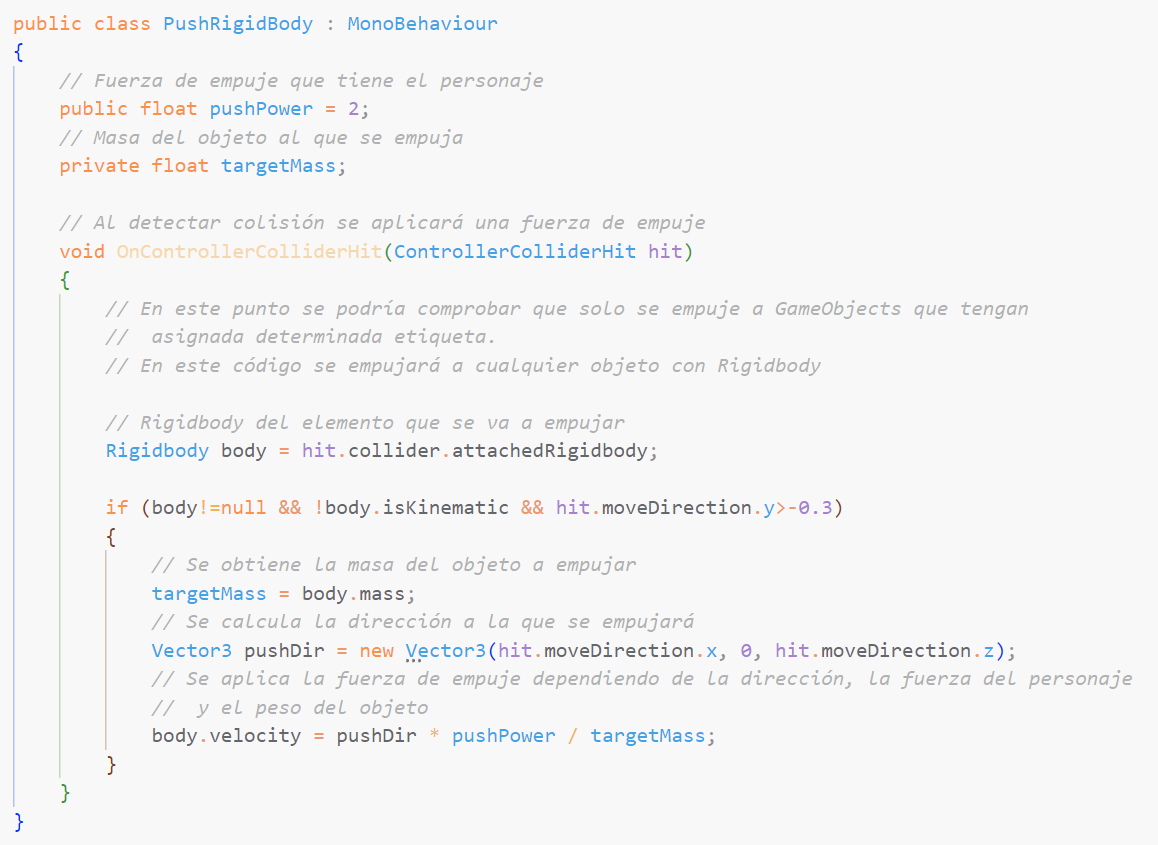 public class PushRigidBody : MonoBehaviour
{
// Fuerza de empuje que tiene el personaje
public float pushPower = 2;
// Masa del objeto al que se empuja
private float targetMass;
// Al detectar colisión se aplicará una fuerza de empuje
void OnControllerColliderHit(ControllerColliderHit hit)
{
// En este punto se podría comprobar que solo se empuje a GameObjects que tengan
//  asignada determinada etiqueta.
// En este código se empujará a cualquier objeto con Rigidbody
// Rigidbody del elemento que se va a empujar
Rigidbody body = hit.collider.attachedRigidbody;
if (body!=null && !body.isKinematic && hit.moveDirection.y>-0.3)
{
// Se obtiene la masa del objeto a empujar
targetMass = body.mass;
// Se calcula la dirección a la que se empujará
Vector3 pushDir = new Vector3(hit.moveDirection.x, 0, hit.moveDirection.z);
// Se aplica la fuerza de empuje dependiendo de la dirección, la fuerza del personaje
//  y el peso del objeto
body.velocity = pushDir * pushPower / targetMass;
}
}
}